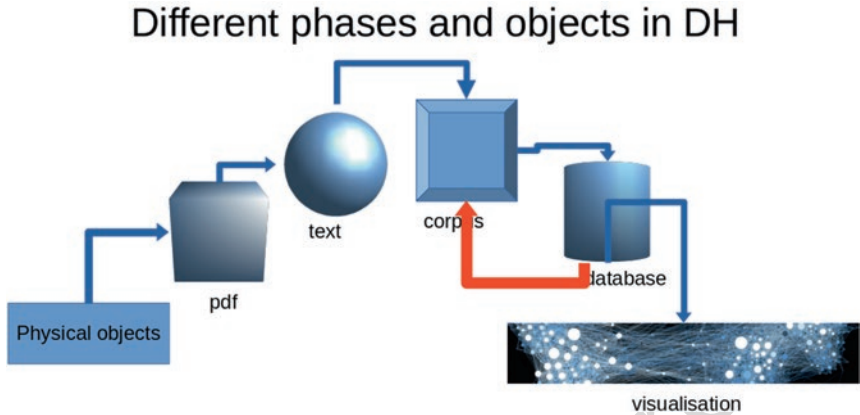 Different phases and objects in DH
text
corpus
database
pdf
Physical objects
visualisation